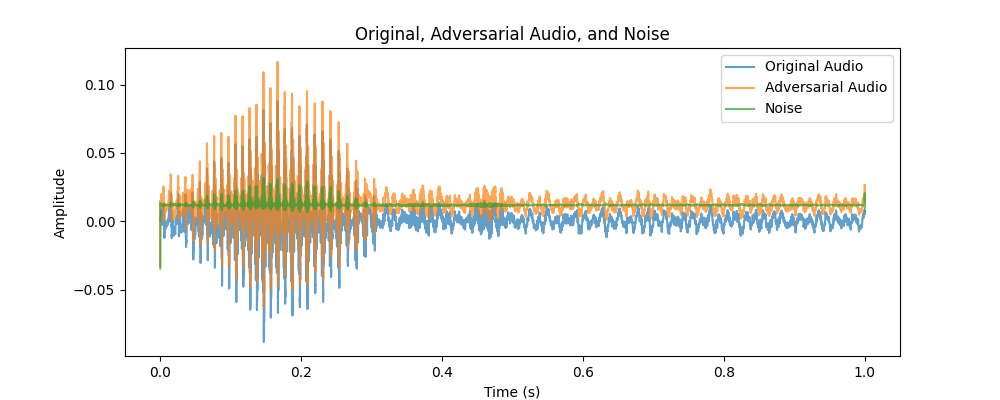 Original, Adversarial Audio, and Noise
Original Audio
Adversarial Audio
Noise
0.10
0.05
0.00
−0.05
Amplitude
0.0 0.2 0.4 0.6 0.8 1.0
Time (s)